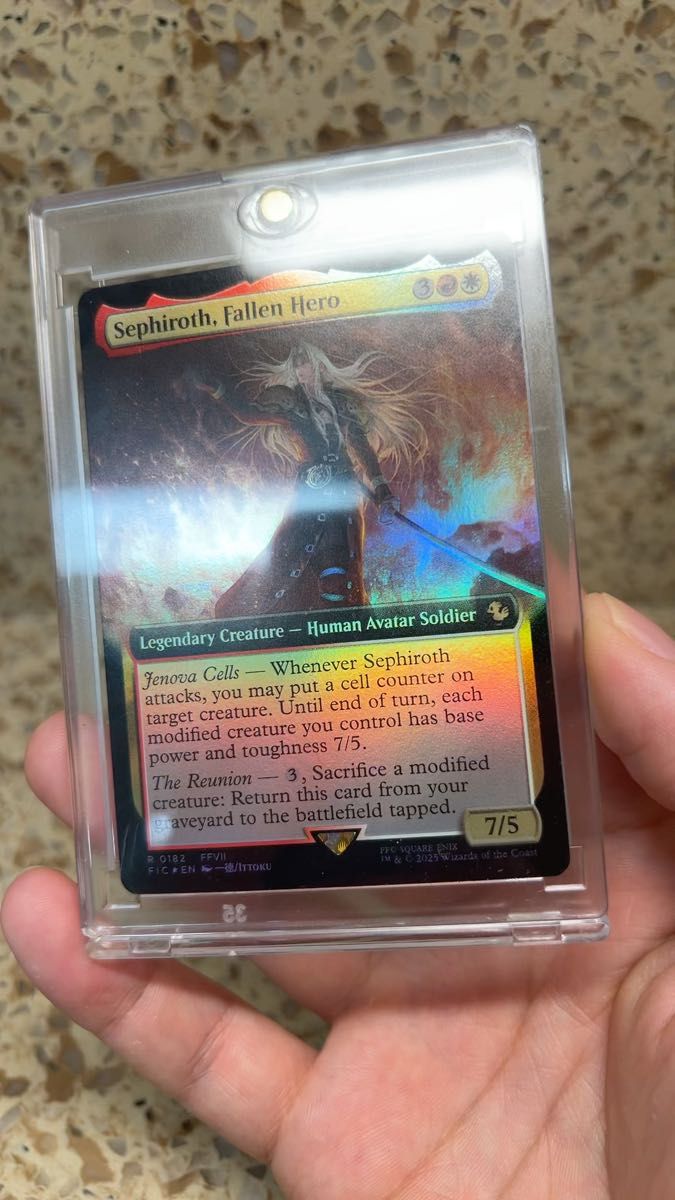 Sephiroth, Fallen Hero 3
Legendary Creature — Human Avatar Soldier
Jenova Cells — Whenever Sephiroth
attacks, you may put a cell counter on
target creature. Until end of turn, each
modified creature you control has base
power and toughness 7/5.
The Reunion — 3, Sacrifice a modified
creature: Return this card from your
graveyard to the battlefield tapped.
7/5
R 0182 FFVII
FIC ★ EN 一徳/ITTOKU
SQUARE ENIX
™ & © 2025 Wizards of the Coast
35